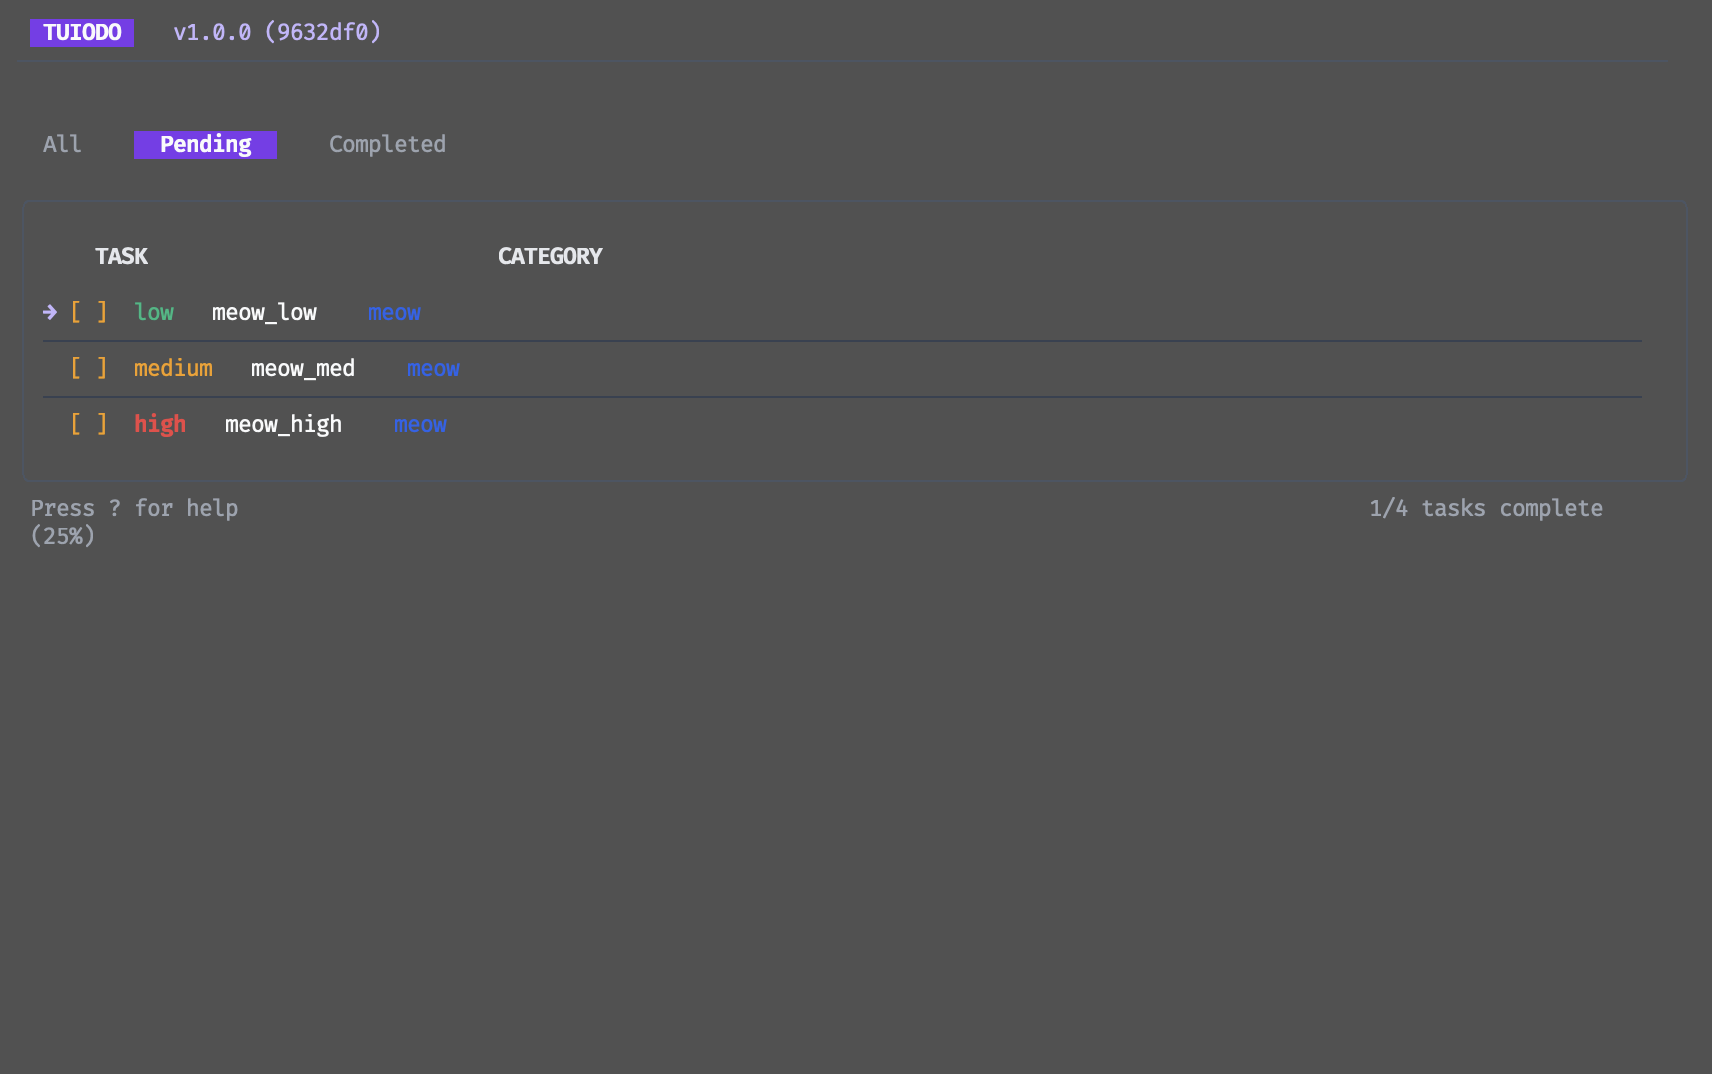 TUIODO v1.0.0 (9632df0)
All Pending Completed
TASK CATEGORY
➔ [ ] low meow_low meow
[ ] medium meow_med meow
[ ] high meow_high meow
Press ? for help 1/4 tasks complete
(25%)